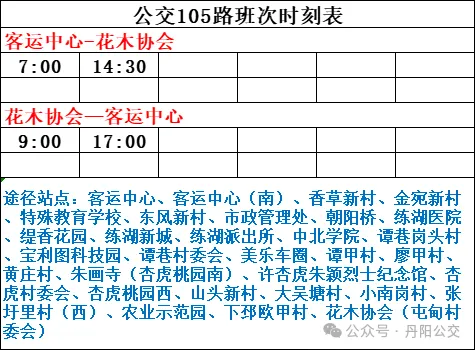 公交105路班次时刻表
客运中心-花木协会
7:00 14:30
花木协会—客运中心
9:00 17:00
途径站点：客运中心、客运中心（南）、香草新村、金宛新村
、特殊教育学校、东风新村、市政管理处、朝阳桥、练湖医院
、缇香花园、练湖新城、练湖派出所、中北学院、谭巷岗头村
、宝利图科技园、谭巷村委会、美乐车圈、谭甲村、廖甲村、
黄庄村、朱画寺（杏虎桃园南）、许杏虎朱颖烈士纪念馆、杏
虎村委会、杏虎桃园西、山头新村、大吴塘村、小南岗村、张
圩里村（西）、农业示范园、下邳欧甲村、花木协会（屯甸村
委会）
公众号·丹阳公交